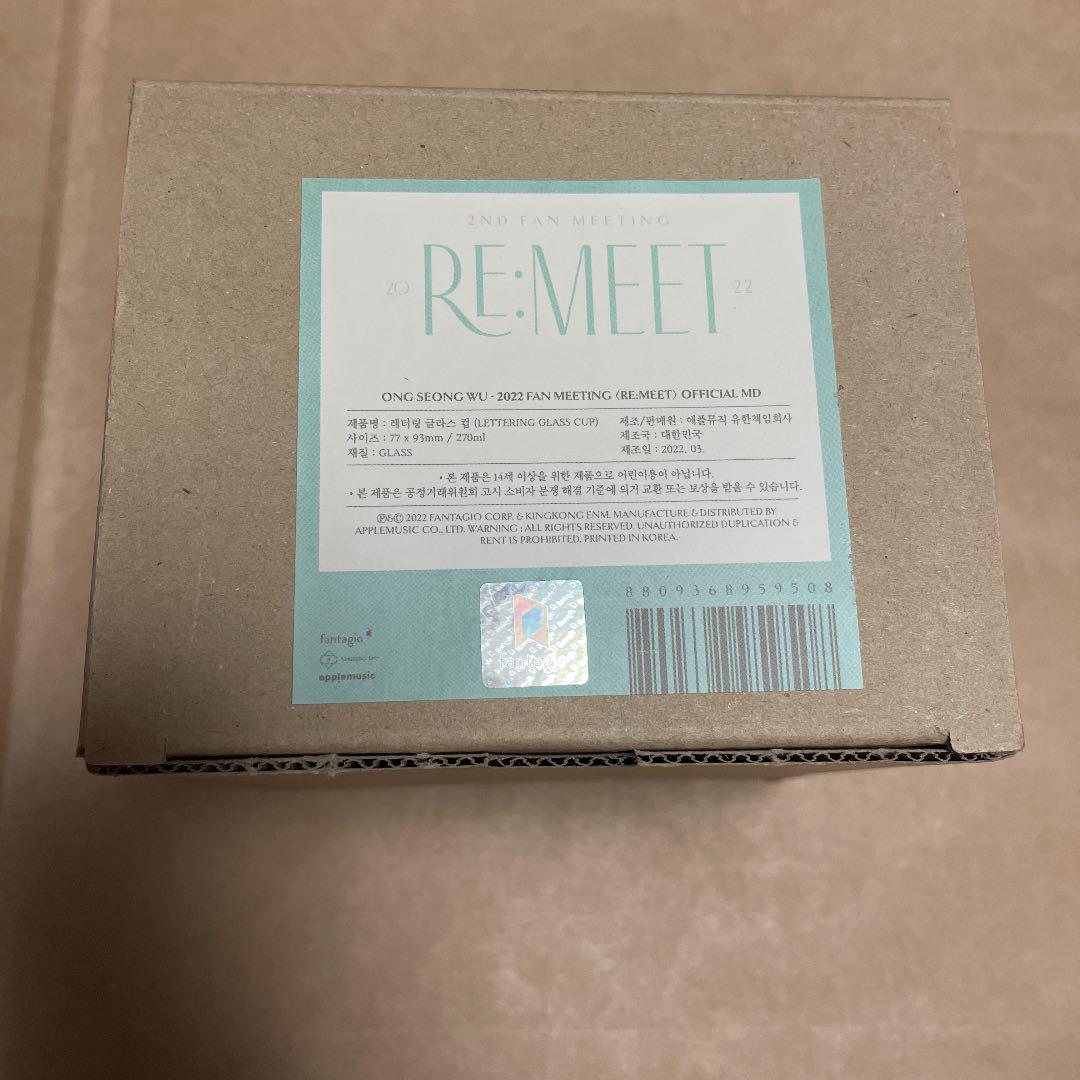 2ND FAN MEETING
20 RE:MEET 22
ONG SEONG WU - 2022 FAN MEETING 〈RE:MEET〉 OFFICIAL MD
제품명 : 레터링 글라스 컵 (LETTERING GLASS CUP) 제조/판매원 : 애플뮤직 유한책임회사
사이즈 : 77 x 93mm / 270ml 제조국 : 대한민국
재질 : GLASS 제조일 : 2022. 03.
• 본 제품은 14세 이상을 위한 제품으로 어린이용이 아닙니다.
• 본 제품은 공정거래위원회 고시 소비자 분쟁 해결 기준에 의거 교환 또는 보상을 받을 수 있습니다.
℗&© 2022 FANTAGIO CORP. & KINGKONG ENM. MANUFACTURE & DISTRIBUTED BY
APPLEMUSIC CO., LTD. WARNING : ALL RIGHTS RESERVED. UNAUTHORIZED DUPLICATION &
RENT IS PROHIBITED. PRINTED IN KOREA.
8809368959508
fantagio
fantagio
applemusic